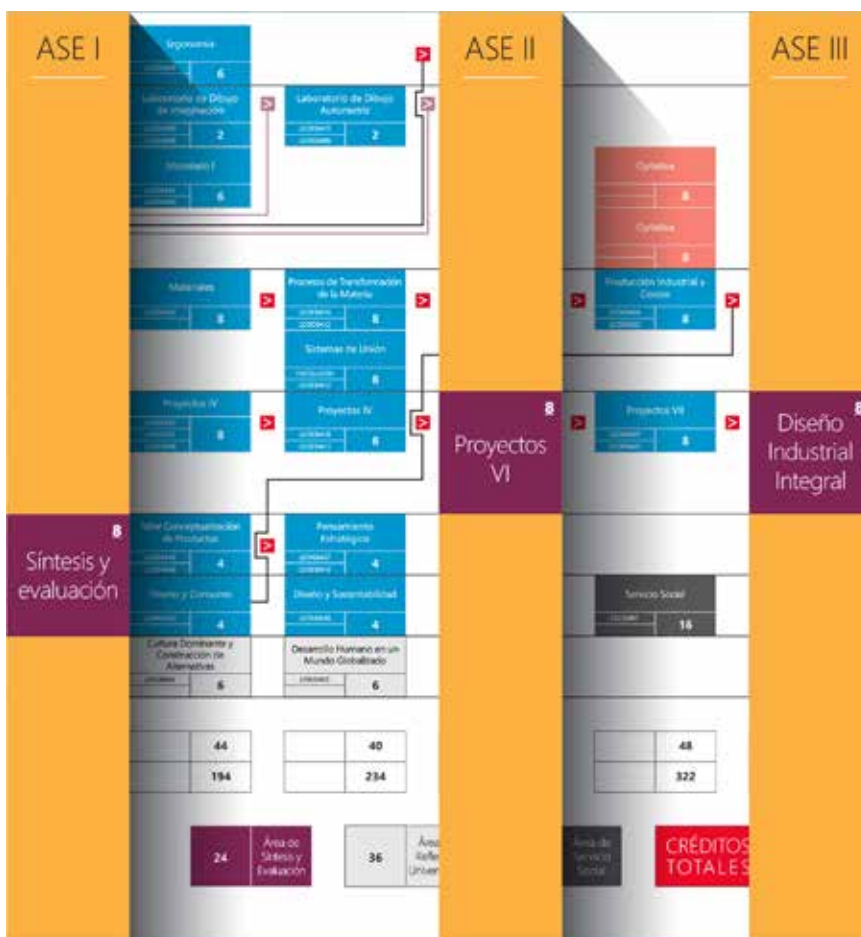 ASE I
Síntesis y
evaluación
8
Ergonomía
6
Laboratorio de Dibujo
de Imaginación
2
6
Materiales
8
Proyectos IV
8
Taller Conceptualización
de Productos
4
Diseño y Consumo
4
Cultura Dominante y
Construcción de
Alternativas
6
44
194
Laboratorio de Dibujo
Automotriz
2
Procesos de Transformación
de la Materia
8
Sistemas de Unión
8
Proyectos IV
8
Pensamiento
Estratégico
4
Diseño y Sustentabilidad
4
Desarrollo Humano en un
Mundo Globalizado
6
40
234
24
Área de
Síntesis y
Evaluación
36
ASE II
8
Proyectos
VI
Optativa
8
Optativa
8
Producción Industrial y
Costos
8
Proyectos VII
8
Servicio Social
16
48
322
Área de
Servicio
Social
CRÉDITOS
TOTALES
ASE III
8
Diseño
Industrial
Integral